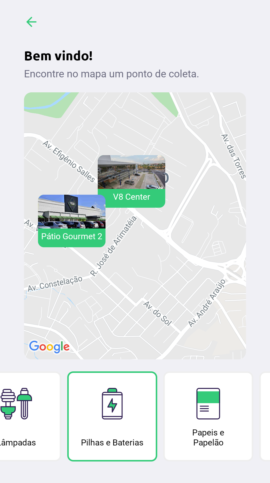 Bem vindo!
Encontre no mapa um ponto de coleta.
Av. Efigênio Salles
Av. das Torres
V8 Center
Pátio Gourmet 2
R. José de Arimatéia
Av. Constelação
Av. do Sol
Av. André Araújo
Google
Lâmpadas
Pilhas e Baterias
Papeis e
Papelão